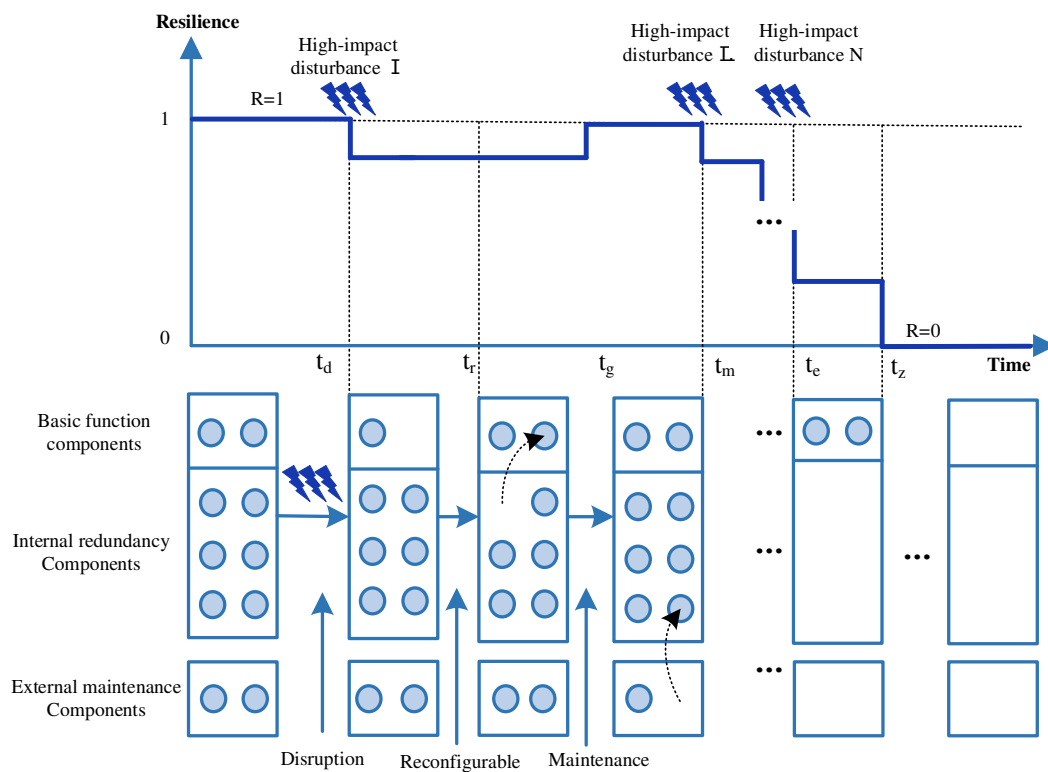 Resilience
High-impact
disturbance I
High-impact
disturbance L
High-impact
disturbance N
R=1
1
...
0
R=0
t_d
t_r
t_g
t_m
t_e
t_z
Time
Basic function
components
...
Internal redundancy
Components
...
...
External maintenance
Components
...
Disruption
Reconfigurable
Maintenance